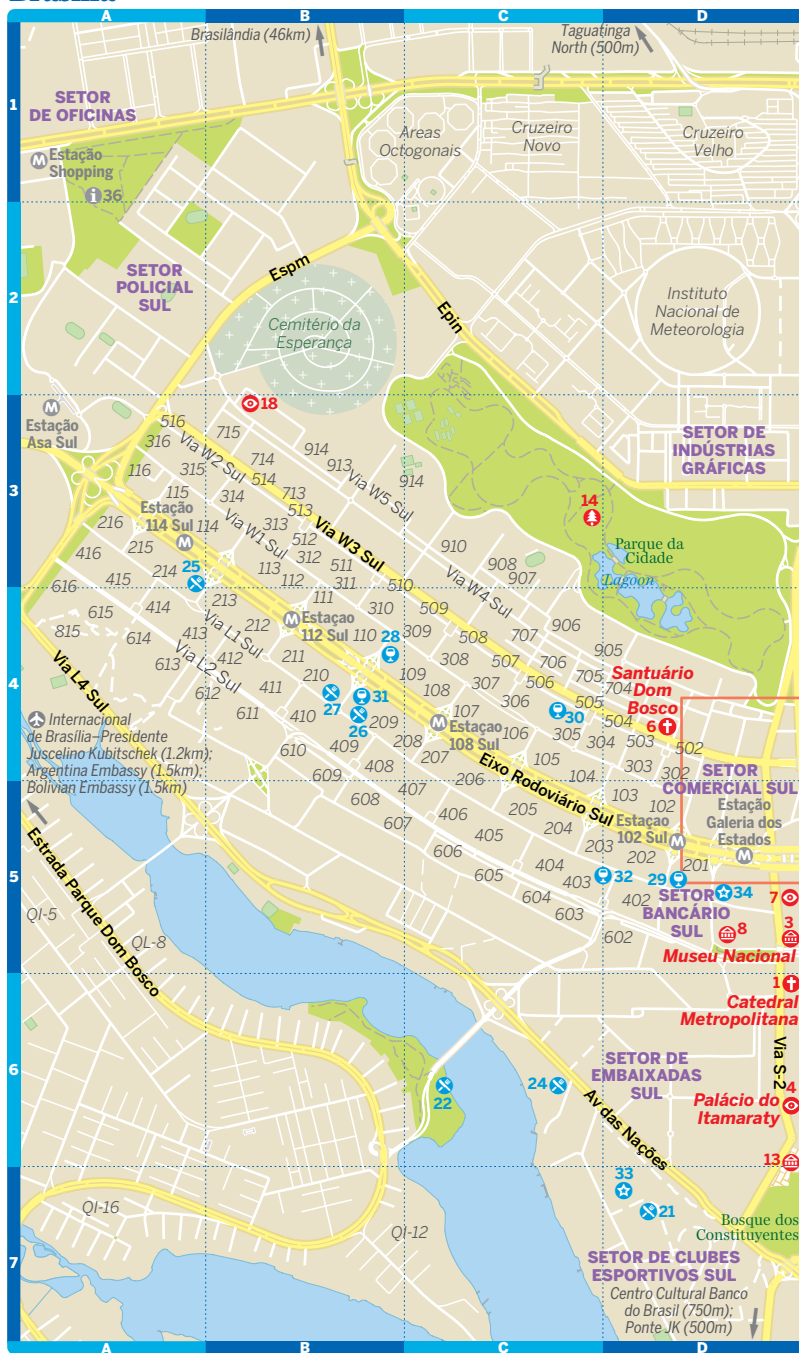 A
B
C
D
Brasilândia (46km)
Taguatinga
North (500m)
1
SETOR
DE OFICINAS
Areas
Octogonais
Cruzeiro
Novo
Cruzeiro
Velho
M Estação
Shopping
i 36
2
SETOR
POLICIAL
SUL
Espm
Epin
Cemitério da
Esperança
Instituto
Nacional de
Meteorologia
18
M
Estação
Asa Sul
3
516
316
715
Via W2 Sul
914
913
914
Via W5 Sul
SETOR DE
INDÚSTRIAS
GRÁFICAS
116
315
714
514
115
314
713
513
Via W3 Sul
14
Estação
114 Sul
M
114
Via W1 Sul
313
512
312
511
311
510
910
908
907
Via W4 Sul
Parque da
Cidade
Lagoon
216
215
416
415
214
25
113
112
111
616
615
414
213
815
614
413
Via L1 Sul
212
M Estaçao
112 Sul
310
110
28
309
509
508
707
906
4
Via L4 Sul
613
412
Via L2 Sul
612
211
411
210
27
31
26
209
109
308
507
706
905
108
307
506
705
704
Santuário
Dom
Bosco
6
611
410
107
306
30
505
504
M
Estaçao
108 Sul
106
305
304
503
502
Internacional
de Brasília–Presidente
Juscelino Kubitschek (1.2km);
Argentina Embassy (1.5km);
Bolivian Embassy (1.5km)
610
409
208
207
Eixo Rodoviário Sul
105
303
302
609
408
407
206
104
SETOR
COMERCIAL SUL
608
607
406
205
103
102
Estação
Galeria dos
Estados
M
Estrada Parque Dom Bosco
405
204
Estaçao
102 Sul
M
606
203
202
201
5
605
404
403
32
29
34
7
QI-5
604
603
402
SETOR
BANCÁRIO
SUL
8
3
QL-8
602
Museu Nacional
1
Catedral
Metropolitana
6
22
24
SETOR DE
EMBAIXADAS
SUL
Via S-2
4
Palácio do
Itamaraty
Av das Nações
13
33
21
QI-16
QI-12
Bosque dos
Constituyentes
7
SETOR DE CLUBES
ESPORTIVOS SUL
Centro Cultural Banco
do Brasil (750m);
Ponte JK (500m)
A
B
C
D